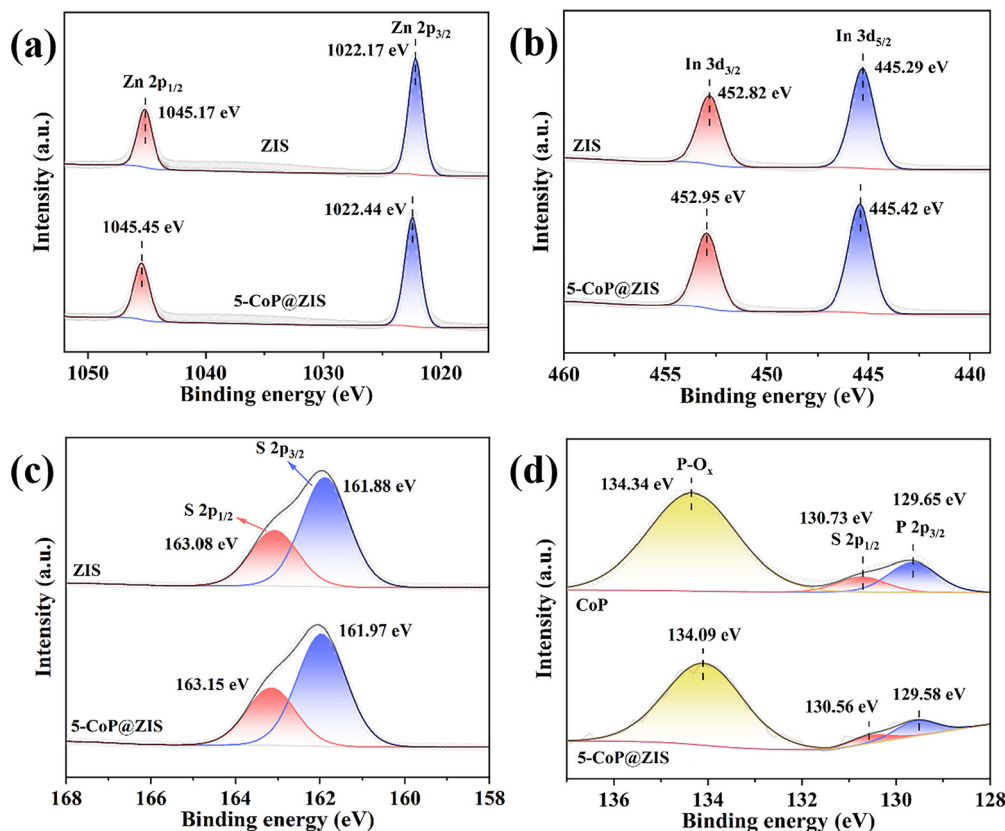 (a)
Zn 2p3/2
1022.17 eV
Zn 2p1/2
1045.17 eV
ZIS
1022.44 eV
1045.45 eV
5-CoP@ZIS
Intensity (a.u.)
1050 1040 1030 1020
Binding energy (eV)
(b)
In 3d5/2
445.29 eV
In 3d3/2
452.82 eV
ZIS
452.95 eV
445.42 eV
5-CoP@ZIS
Intensity (a.u.)
460 455 450 445 440
Binding energy (eV)
(c)
S 2p3/2
161.88 eV
S 2p1/2
163.08 eV
ZIS
161.97 eV
163.15 eV
5-CoP@ZIS
Intensity (a.u.)
168 166 164 162 160 158
Binding energy (eV)
(d)
P-Ox
134.34 eV
129.65 eV
130.73 eV
P 2p3/2
S 2p1/2
CoP
134.09 eV
129.58 eV
130.56 eV
5-CoP@ZIS
Intensity (a.u.)
136 134 132 130 128
Binding energy (eV)